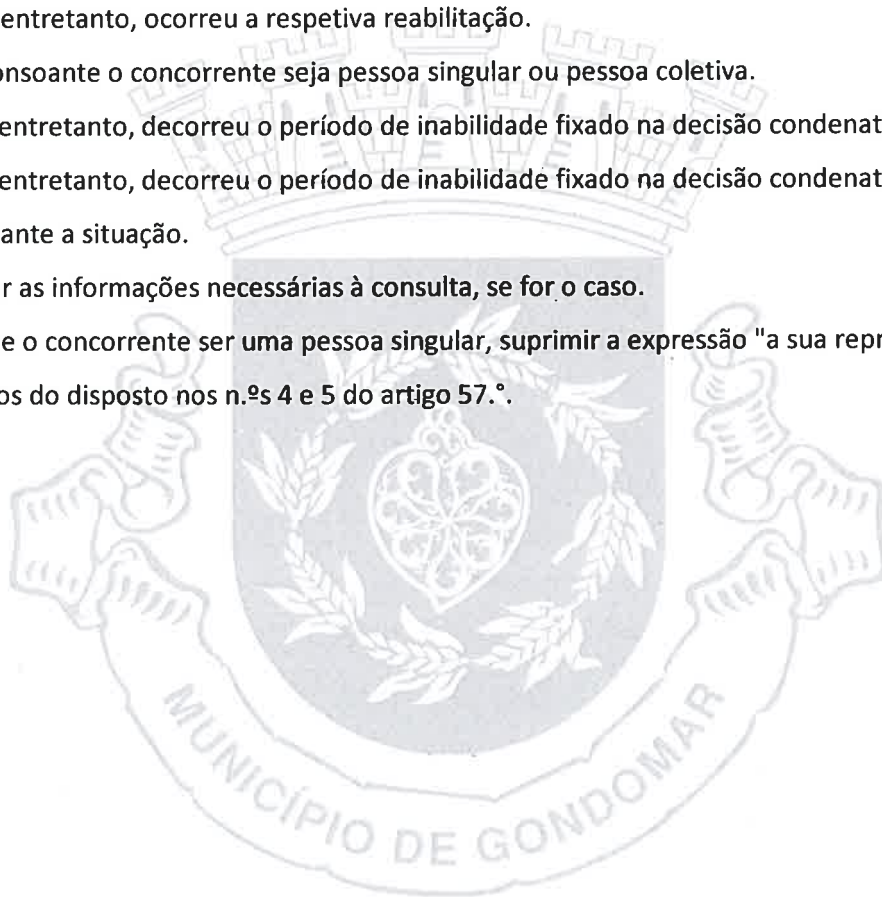 entretanto, ocorreu a respetiva reabilitação.
onsoante o concorrente seja pessoa singular ou pessoa coletiva.
entretanto, decorreu o período de inabilidade fixado na decisão condenat
entretanto, decorreu o período de inabilidade fixado na decisão condenat
ante a situação.
r as informações necessárias à consulta, se for o caso.
e o concorrente ser uma pessoa singular, suprimir a expressão "a sua repr
os do disposto nos n.ºs 4 e 5 do artigo 57.°.
MUNICÍPIO DE GONDOMAR